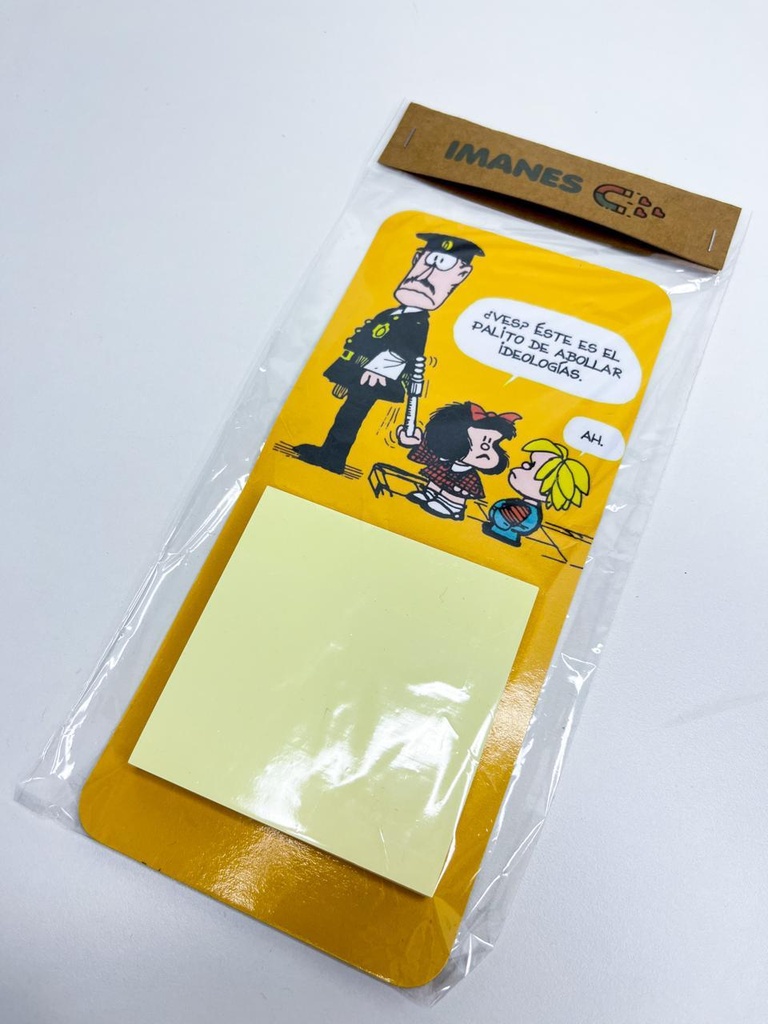 IMANES
¿VES? ÉSTE ES EL
PALITO DE ABOLLAR
IDEOLOGÍAS.
AH.